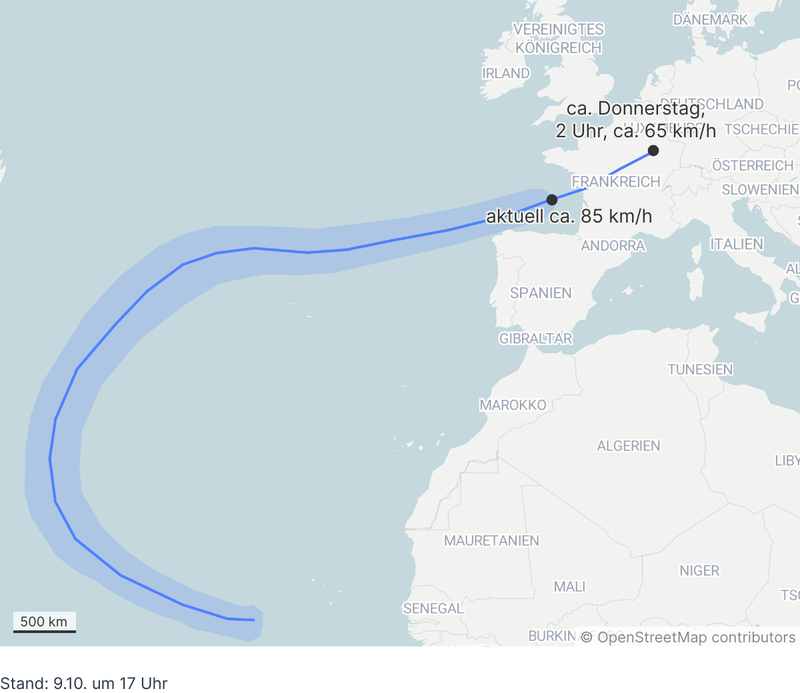 DÄNEMARK
VEREINIGTES
KÖNIGREICH
IRLAND
ca. Donnerstag,
DEUTSCHLAND
2 Uhr, ca. 65 km/h
TSCHECHIE
ÖSTERREICH
FRANKREICH
SLOWENIEN
aktuell ca. 85 km/h
ANDORRA
ITALIEN
SPANIEN
GIBRALTAR
TUNESIEN
MAROKKO
ALGERIEN
LIBY
MAURETANIEN
NIGER
MALI
SENEGAL
500 km
BURKIN
© OpenStreetMap contributors
Stand: 9.10. um 17 Uhr